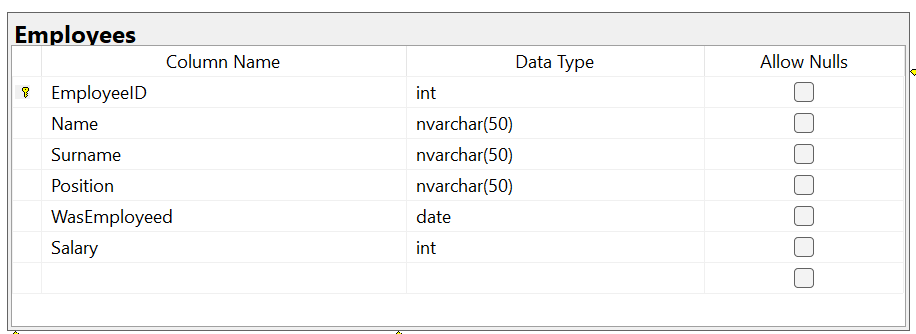 Employees
Column Name Data Type Allow Nulls
EmployeeID int
Name nvarchar(50)
Surname nvarchar(50)
Position nvarchar(50)
WasEmployeed date
Salary int